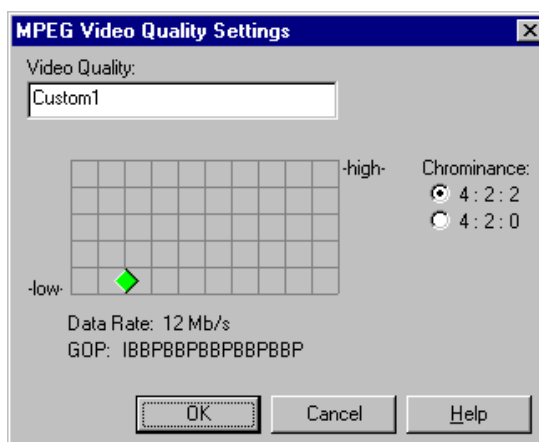 MPEG Video Quality Settings
Video Quality:
Custom1
-high-
Chrominance:
4 : 2 : 2
4 : 2 : 0
-low-
Data Rate: 12 Mb/s
GOP: IBBPBBPBBPBBPBBP
OK
Cancel
Help